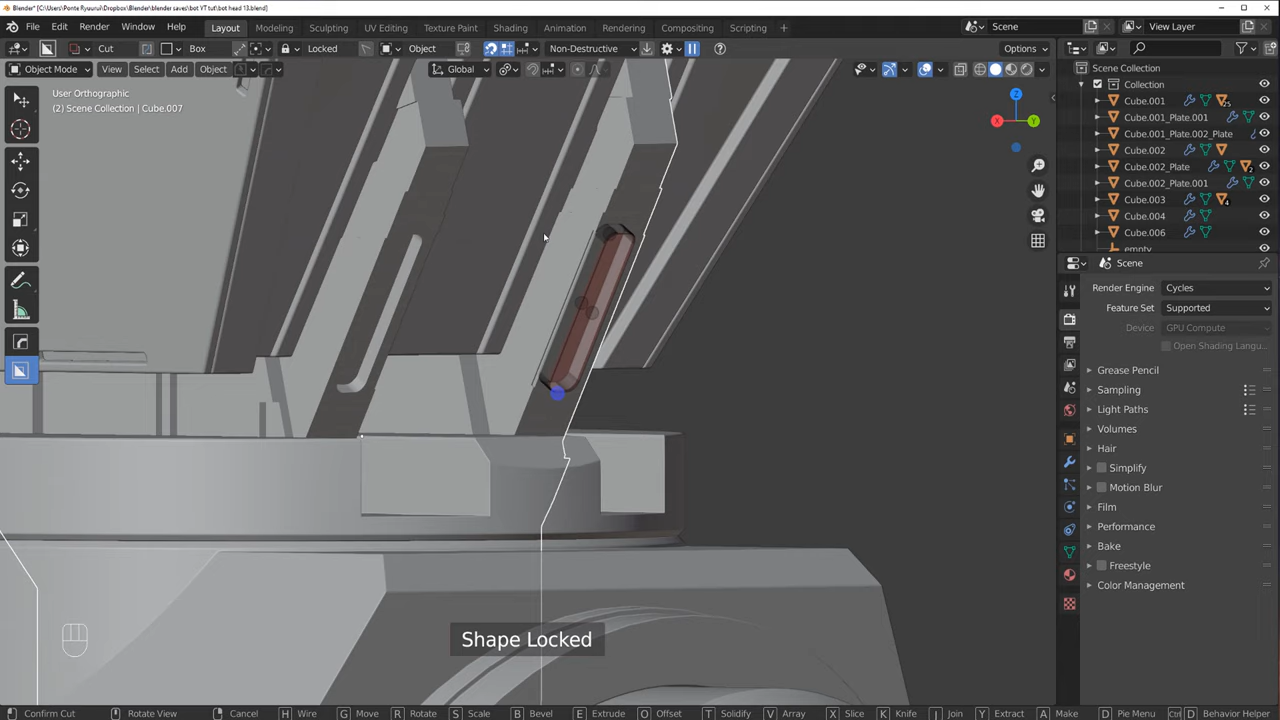 Blender* [C:\Users\Ponte Ryuurui\Dropbox\Blender\blender saves\bot YT tut\bot head 13.blend]
File Edit Render Window Help Layout Modeling Sculpting UV Editing Texture Paint Shading Animation Rendering Compositing Scripting + Scene View Layer
Cut Box Locked Object Non-Destructive Options
Object Mode View Select Add Object Global
User Orthographic
(2) Scene Collection | Cube.007
Z
X Y
Scene Collection
Collection
Cube.001 25
Cube.001_Plate.001
Cube.001_Plate.002_Plate
Cube.002
Cube.002_Plate 2
Cube.002_Plate.001
Cube.003 4
Cube.004
Cube.006
empty
Scene
Render Engine Cycles
Feature Set Supported
Device GPU Compute
Open Shading Langu...
Grease Pencil
Sampling
Light Paths
Volumes
Hair
Simplify
Motion Blur
Film
Performance
Bake
Freestyle
Color Management
Shape Locked
Confirm Cut Rotate View Cancel H Wire G Move R Rotate S Scale B Bevel E Extrude O Offset T Solidify V Array X Slice K Knife J Join Y Extract A Make D Pie Menu Ctrl D Behavior Helper